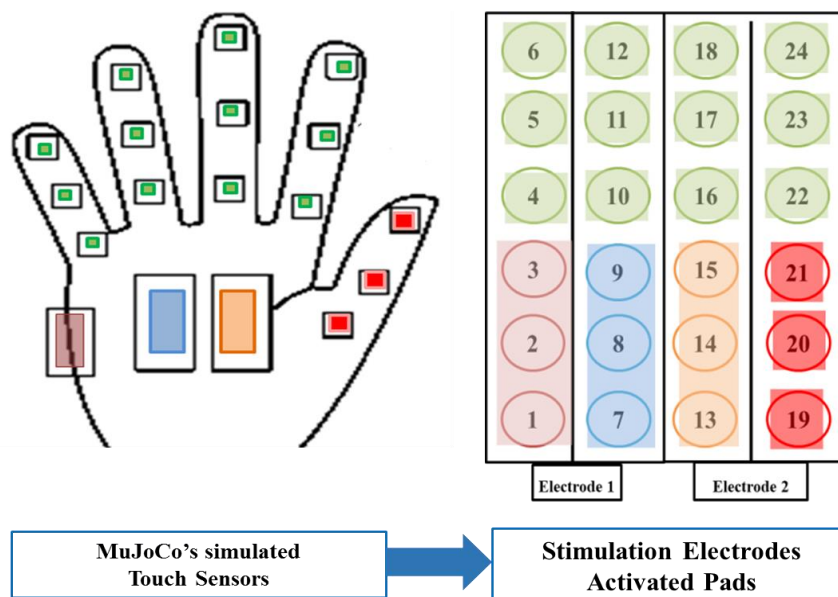 6 12 18 24
5 11 17 23
4 10 16 22
3 9 15 21
2 8 14 20
1 7 13 19
Electrode 1 Electrode 2
MuJoCo's simulated
Touch Sensors
Stimulation Electrodes
Activated Pads